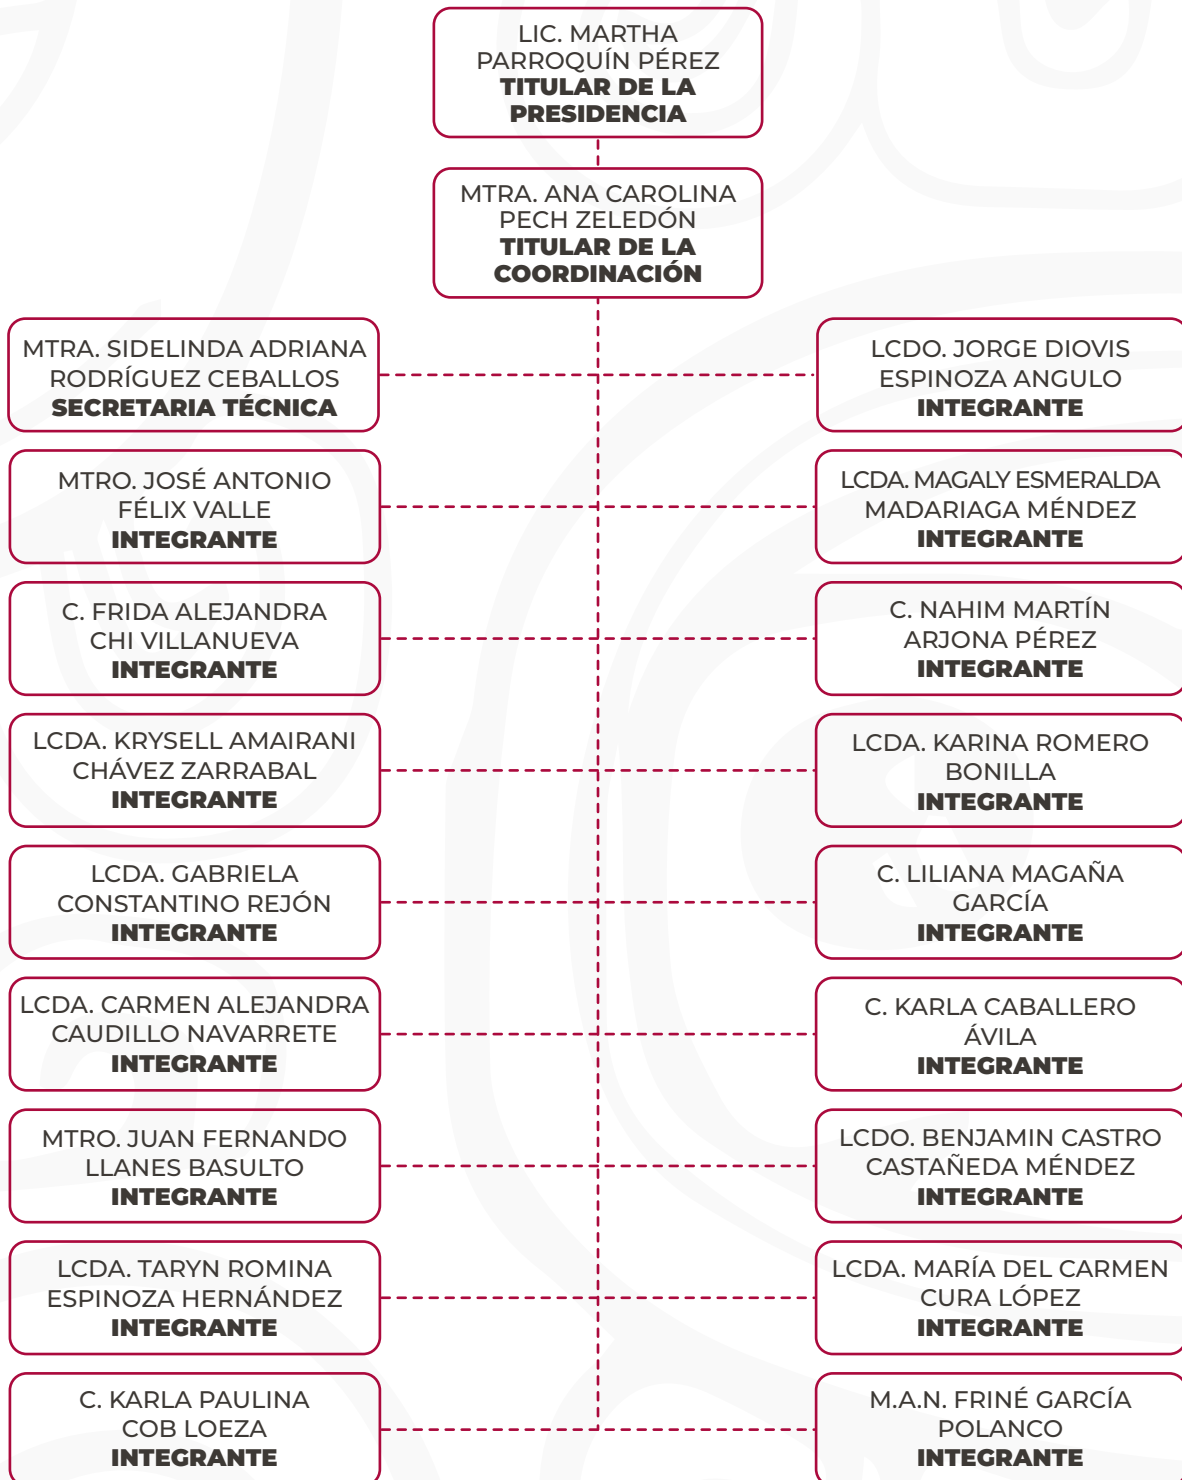 LIC. MARTHA
PARROQUÍN PÉREZ
TITULAR DE LA
PRESIDENCIA
MTRA. ANA CAROLINA
PECH ZELEDÓN
TITULAR DE LA
COORDINACIÓN
MTRA. SIDELINDA ADRIANA
RODRÍGUEZ CEBALLOS
SECRETARIA TÉCNICA
LCDO. JORGE DIOVIS
ESPINOZA ANGULO
INTEGRANTE
MTRO. JOSÉ ANTONIO
FÉLIX VALLE
INTEGRANTE
LCDA. MAGALY ESMERALDA
MADARIAGA MÉNDEZ
INTEGRANTE
C. FRIDA ALEJANDRA
CHI VILLANUEVA
INTEGRANTE
C. NAHIM MARTÍN
ARJONA PÉREZ
INTEGRANTE
LCDA. KRYSELL AMAIRANI
CHÁVEZ ZARRABAL
INTEGRANTE
LCDA. KARINA ROMERO
BONILLA
INTEGRANTE
LCDA. GABRIELA
CONSTANTINO REJÓN
INTEGRANTE
C. LILIANA MAGAÑA
GARCÍA
INTEGRANTE
LCDA. CARMEN ALEJANDRA
CAUDILLO NAVARRETE
INTEGRANTE
C. KARLA CABALLERO
ÁVILA
INTEGRANTE
MTRO. JUAN FERNANDO
LLANES BASULTO
INTEGRANTE
LCDO. BENJAMIN CASTRO
CASTAÑEDA MÉNDEZ
INTEGRANTE
LCDA. TARYN ROMINA
ESPINOZA HERNÁNDEZ
INTEGRANTE
LCDA. MARÍA DEL CARMEN
CURA LÓPEZ
INTEGRANTE
C. KARLA PAULINA
COB LOEZA
INTEGRANTE
M.A.N. FRINÉ GARCÍA
POLANCO
INTEGRANTE